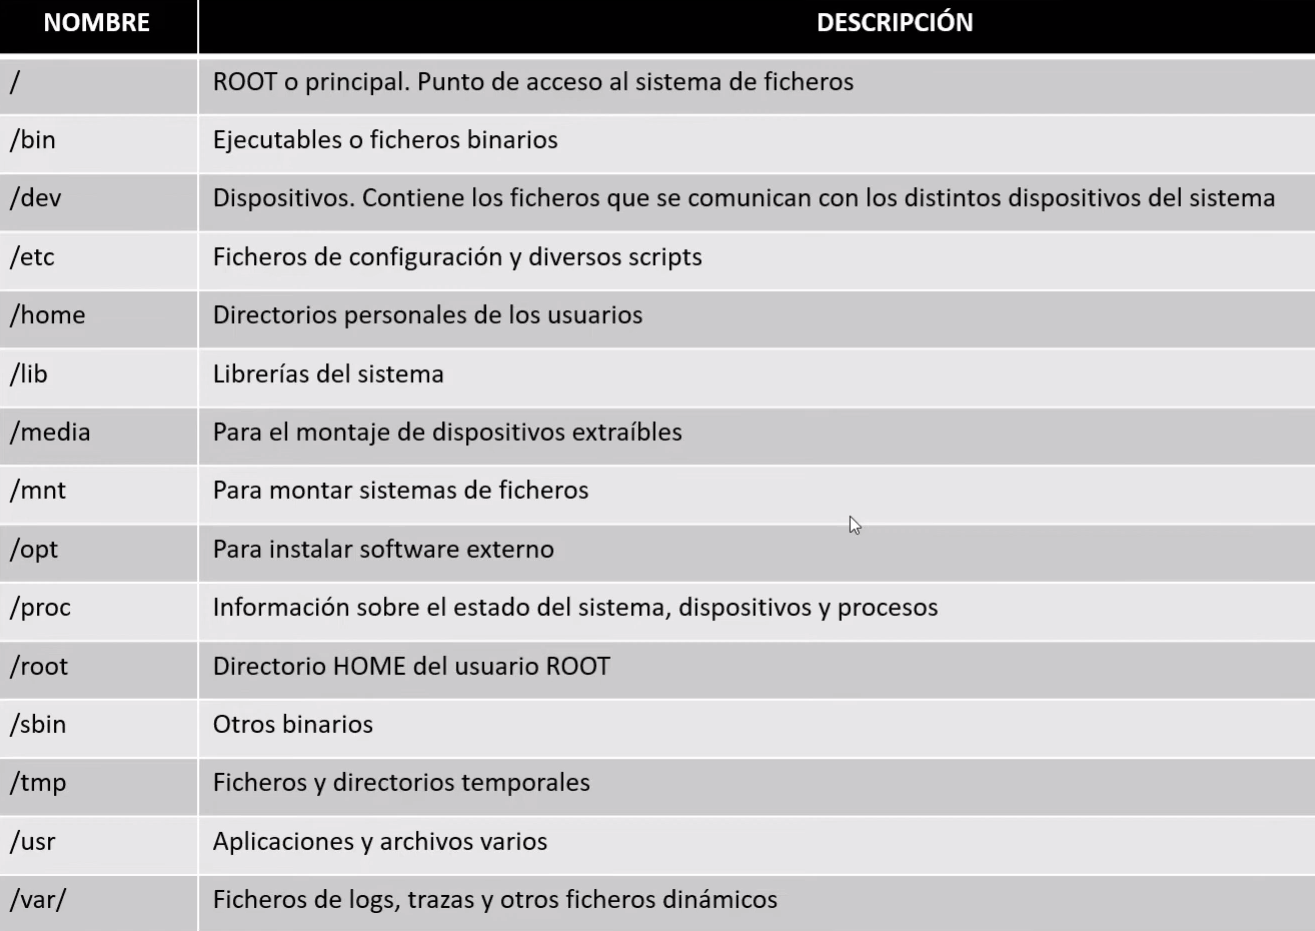 NOMBRE DESCRIPCIÓN
/ ROOT o principal. Punto de acceso al sistema de ficheros
/bin Ejecutables o ficheros binarios
/dev Dispositivos. Contiene los ficheros que se comunican con los distintos dispositivos del sistema
/etc Ficheros de configuración y diversos scripts
/home Directorios personales de los usuarios
/lib Librerías del sistema
/media Para el montaje de dispositivos extraíbles
/mnt Para montar sistemas de ficheros
/opt Para instalar software externo
/proc Información sobre el estado del sistema, dispositivos y procesos
/root Directorio HOME del usuario ROOT
/sbin Otros binarios
/tmp Ficheros y directorios temporales
/usr Aplicaciones y archivos varios
/var/ Ficheros de logs, trazas y otros ficheros dinámicos